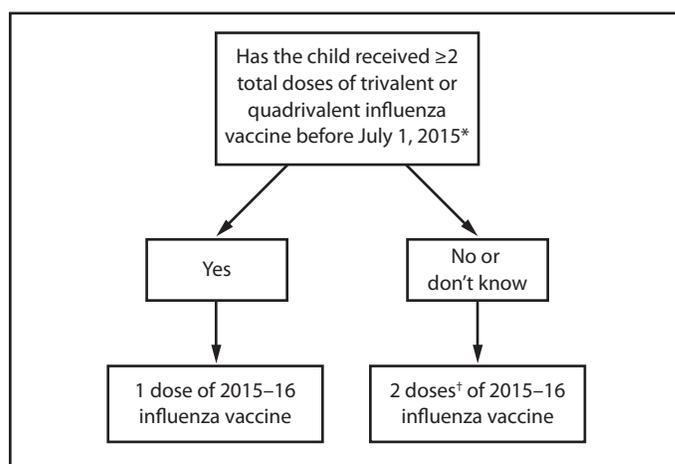 Has the child received ≥2
total doses of trivalent or
quadrivalent influenza
vaccine before July 1, 2015*
Yes
No or
don't know
1 dose of 2015–16
influenza vaccine
2 doses† of 2015–16
influenza vaccine